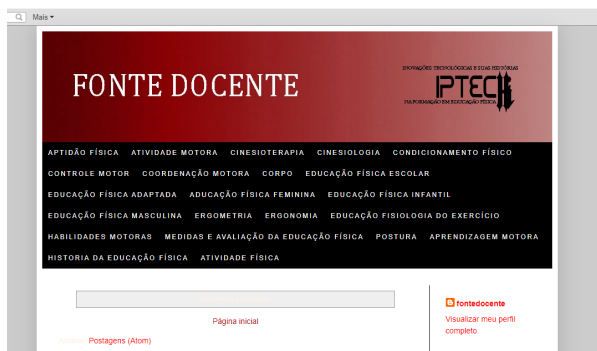 Mais
FONTE DOCENTE
INOVAÇÕES TECNOLÓGICAS E SUAS HISTÓRIAS
IPTECH
NA FORMAÇÃO EM EDUCAÇÃO FÍSICA
APTIDÃO FÍSICA ATIVIDADE MOTORA CINESIOTERAPIA CINESIOLOGIA CONDICIONAMENTO FÍSICO
CONTROLE MOTOR COORDENAÇÃO MOTORA CORPO EDUCAÇÃO FÍSICA ESCOLAR
EDUCAÇÃO FÍSICA ADAPTADA ADUCAÇÃO FÍSICA FEMININA EDUCAÇÃO FÍSICA INFANTIL
EDUCAÇÃO FÍSICA MASCULINA ERGOMETRIA ERGONOMIA EDUCAÇÃO FISIOLOGIA DO EXERCÍCIO
HABILIDADES MOTORAS MEDIDAS E AVALIAÇÃO DA EDUCAÇÃO FÍSICA POSTURA APRENDIZAGEM MOTORA
HISTORIA DA EDUCAÇÃO FÍSICA ATIVIDADE FÍSICA
Página inicial
Postagens (Atom)
fontedocente
Visualizar meu perfil
completo